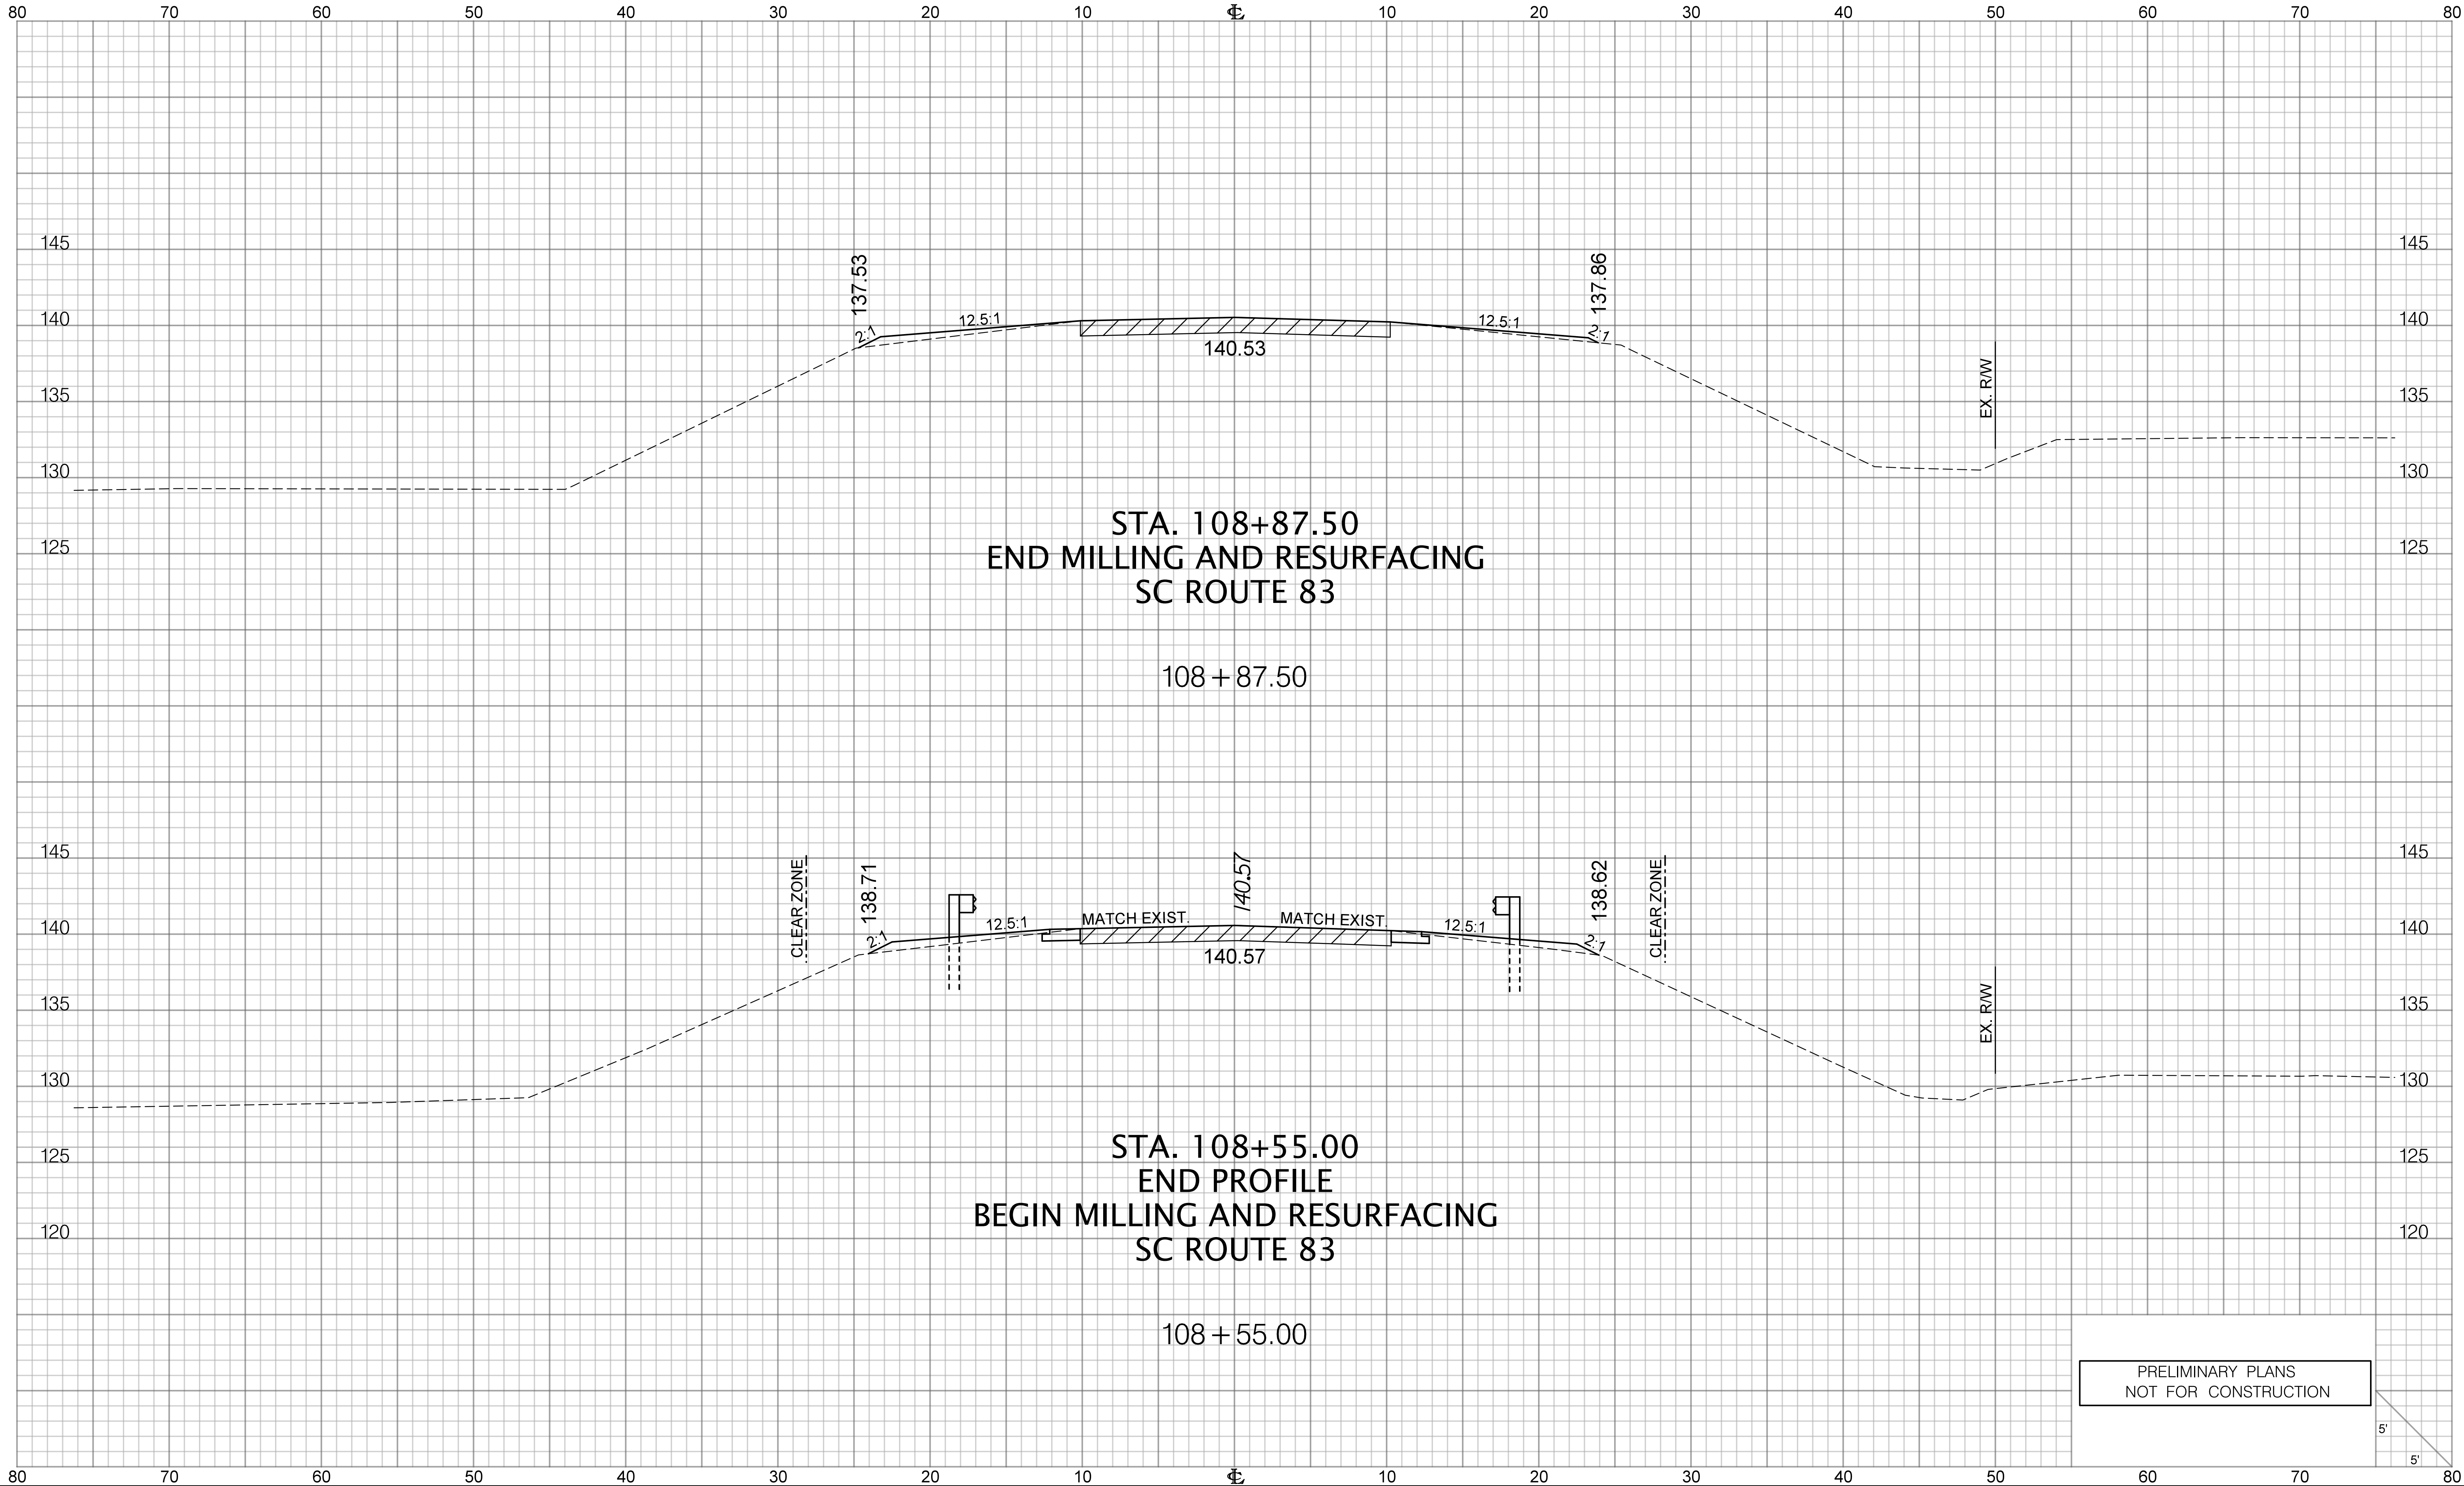 80 70 60 50 40 30 20 10 ℄ 10 20 30 40 50 60 70 80
145 145
137.53 137.86
140 2:1 12.5:1 12.5:1 2:1 140
140.53
135 EX. R/W 135
130 130
STA. 108+87.50
125 END MILLING AND RESURFACING 125
SC ROUTE 83
108+87.50
145 145
CLEAR ZONE 138.71 140.57 138.62 CLEAR ZONE
140 2:1 12.5:1 MATCH EXIST. MATCH EXIST. 12.5:1 2:1 140
140.57
135 EX. R/W 135
130 130
STA. 108+55.00
125 125
END PROFILE
BEGIN MILLING AND RESURFACING
120 120
SC ROUTE 83
108+55.00
PRELIMINARY PLANS
NOT FOR CONSTRUCTION
5'
5'
80 70 60 50 40 30 20 10 ℄ 10 20 30 40 50 60 70 80